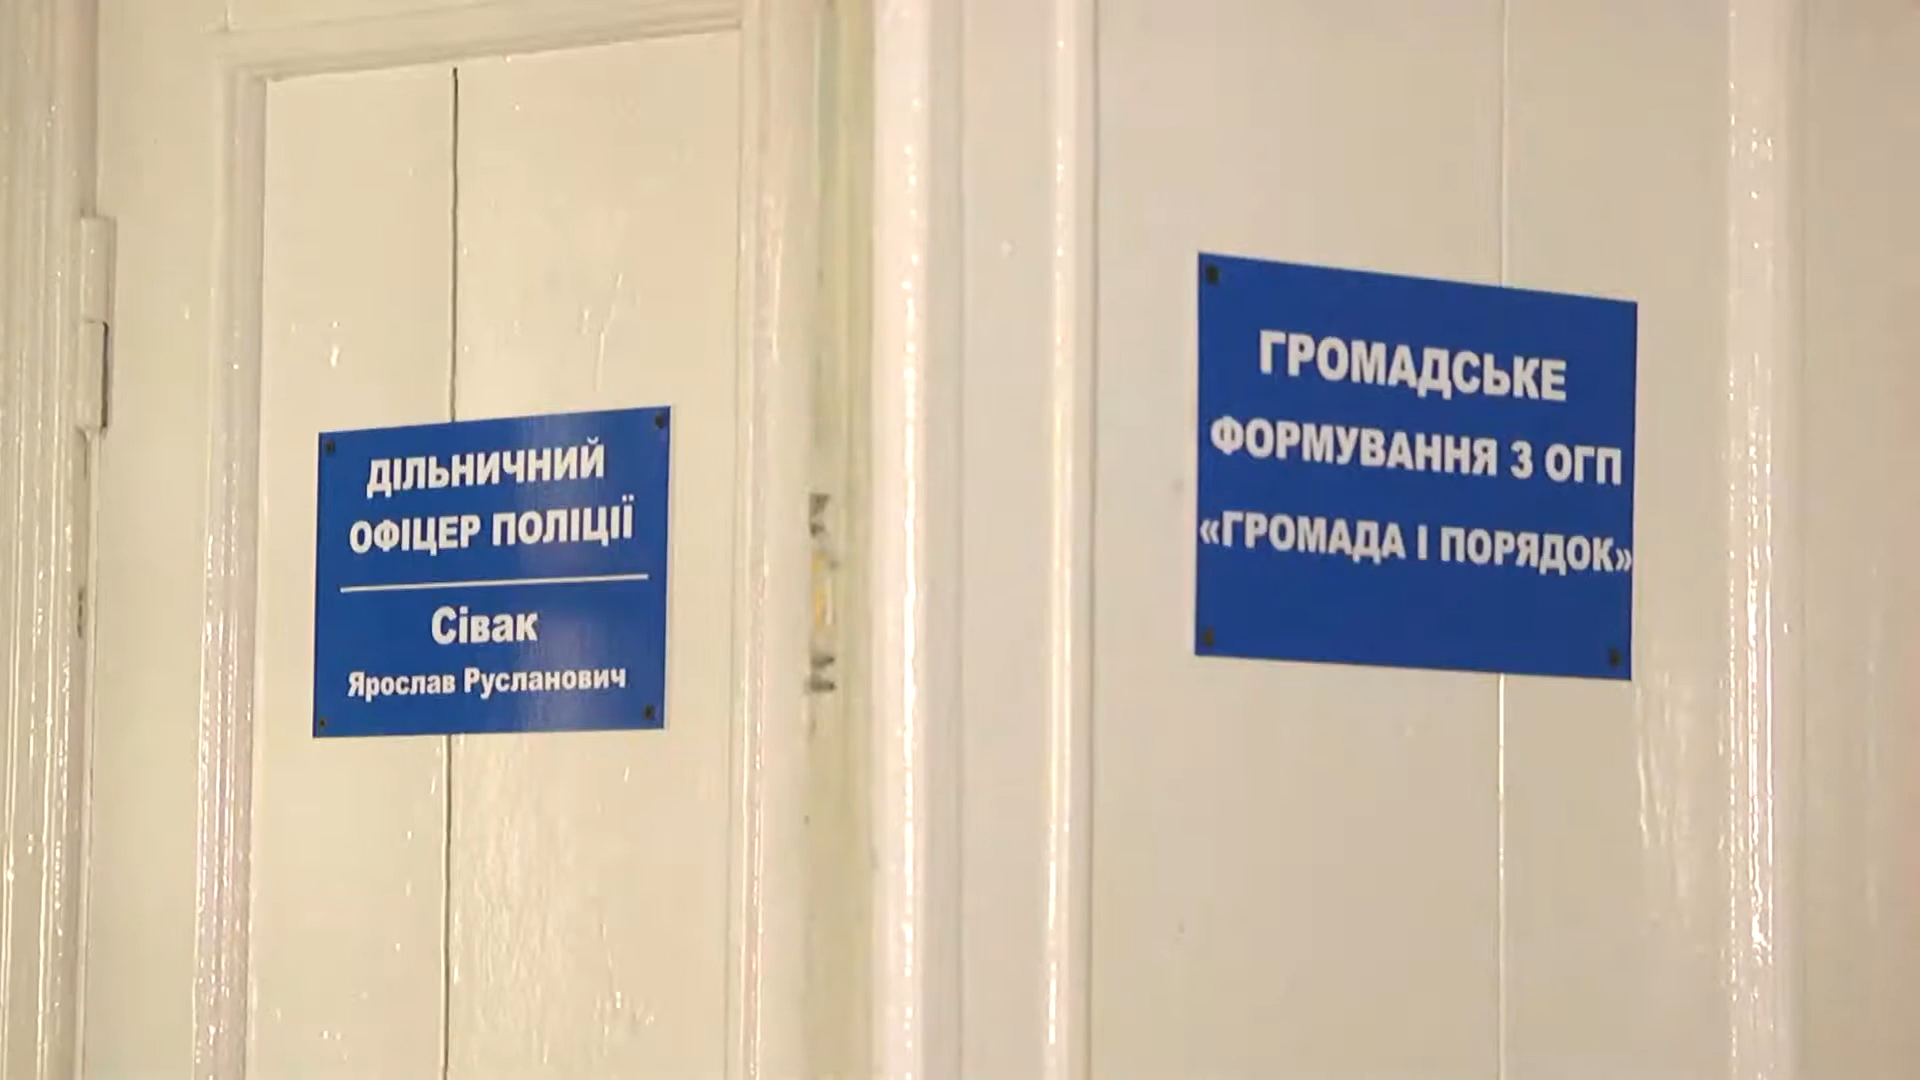 ДІЛЬНИЧНИЙ
ОФІЦЕР ПОЛІЦІЇ
Сівак
Ярослав Русланович
ГРОМАДСЬКЕ
ФОРМУВАННЯ З ОГП
«ГРОМАДА І ПОРЯДОК»